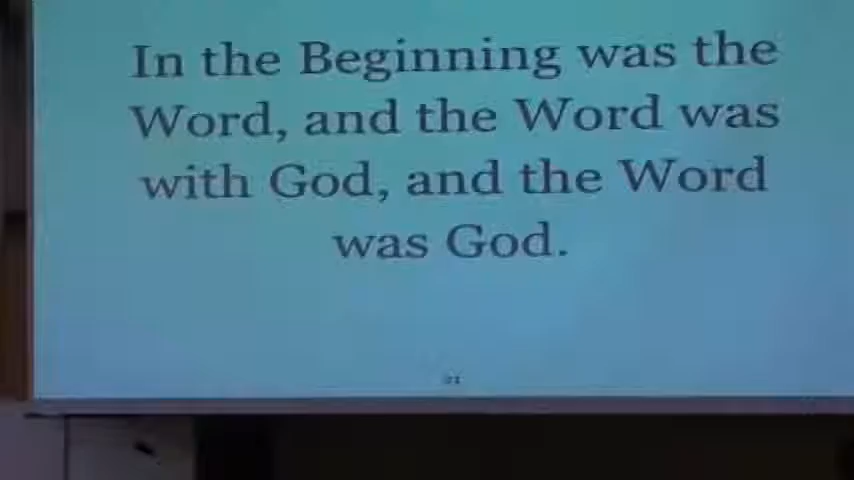 In the Beginning was the
Word, and the Word was
with God, and the Word
was God.